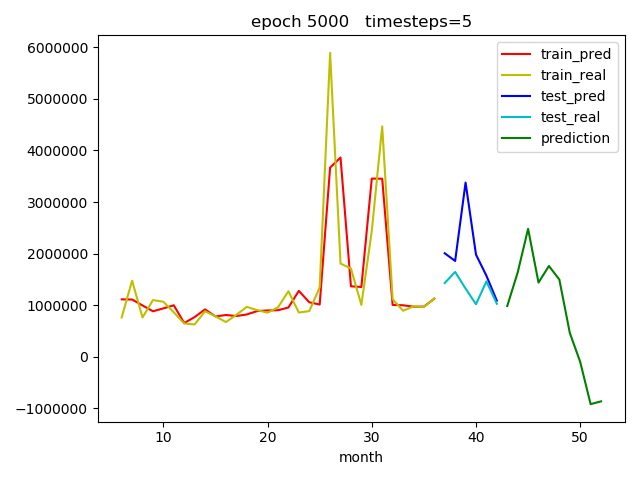 epoch 5000   timesteps=5
6000000
5000000
4000000
3000000
2000000
1000000
0
−1000000
10 20 30 40 50
month
train_pred
train_real
test_pred
test_real
prediction